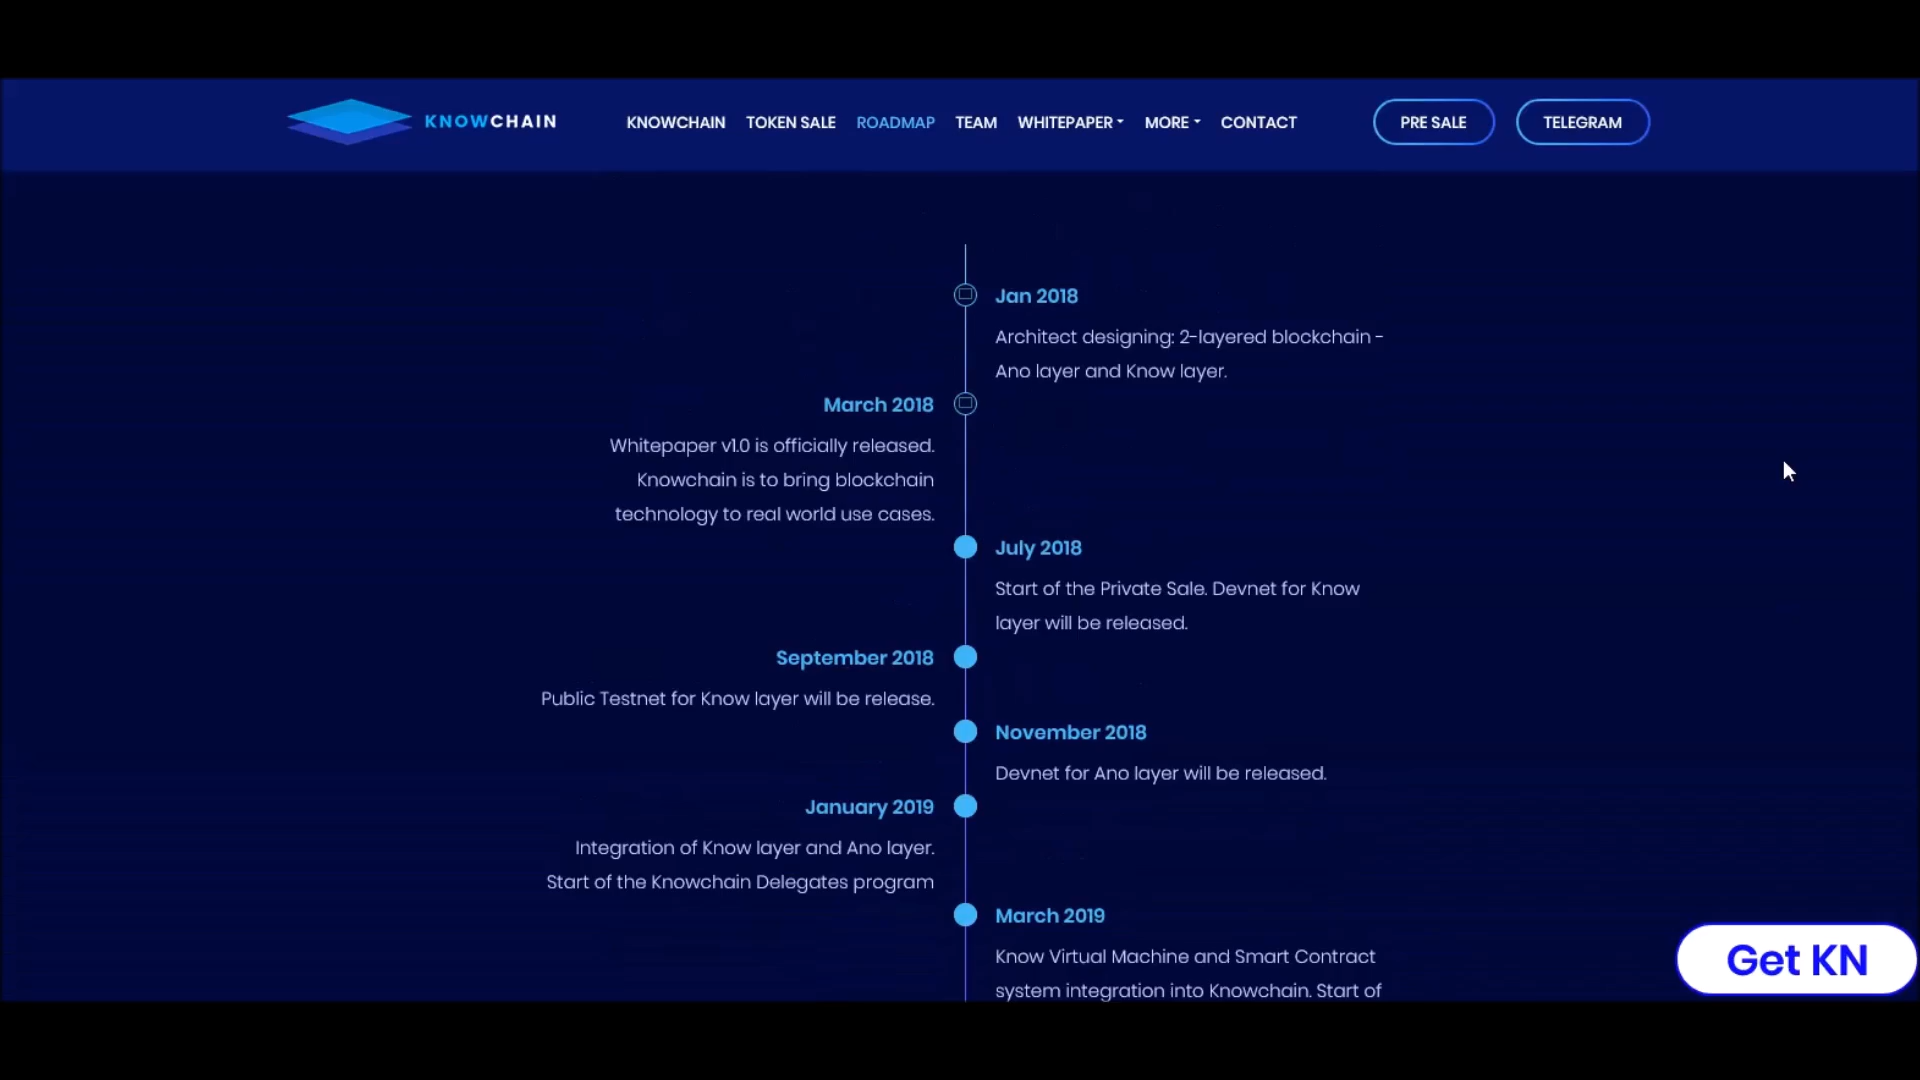 KNOWCHAIN
KNOWCHAIN TOKEN SALE ROADMAP TEAM WHITEPAPER MORE CONTACT
PRE SALE
TELEGRAM
Jan 2018
Architect designing: 2-layered blockchain -
Ano layer and Know layer.
March 2018
Whitepaper v1.0 is officially released.
Knowchain is to bring blockchain
technology to real world use cases.
July 2018
Start of the Private Sale. Devnet for Know
layer will be released.
September 2018
Public Testnet for Know layer will be release.
November 2018
Devnet for Ano layer will be released.
January 2019
Integration of Know layer and Ano layer.
Start of the Knowchain Delegates program
March 2019
Know Virtual Machine and Smart Contract
system integration into Knowchain. Start of
Get KN